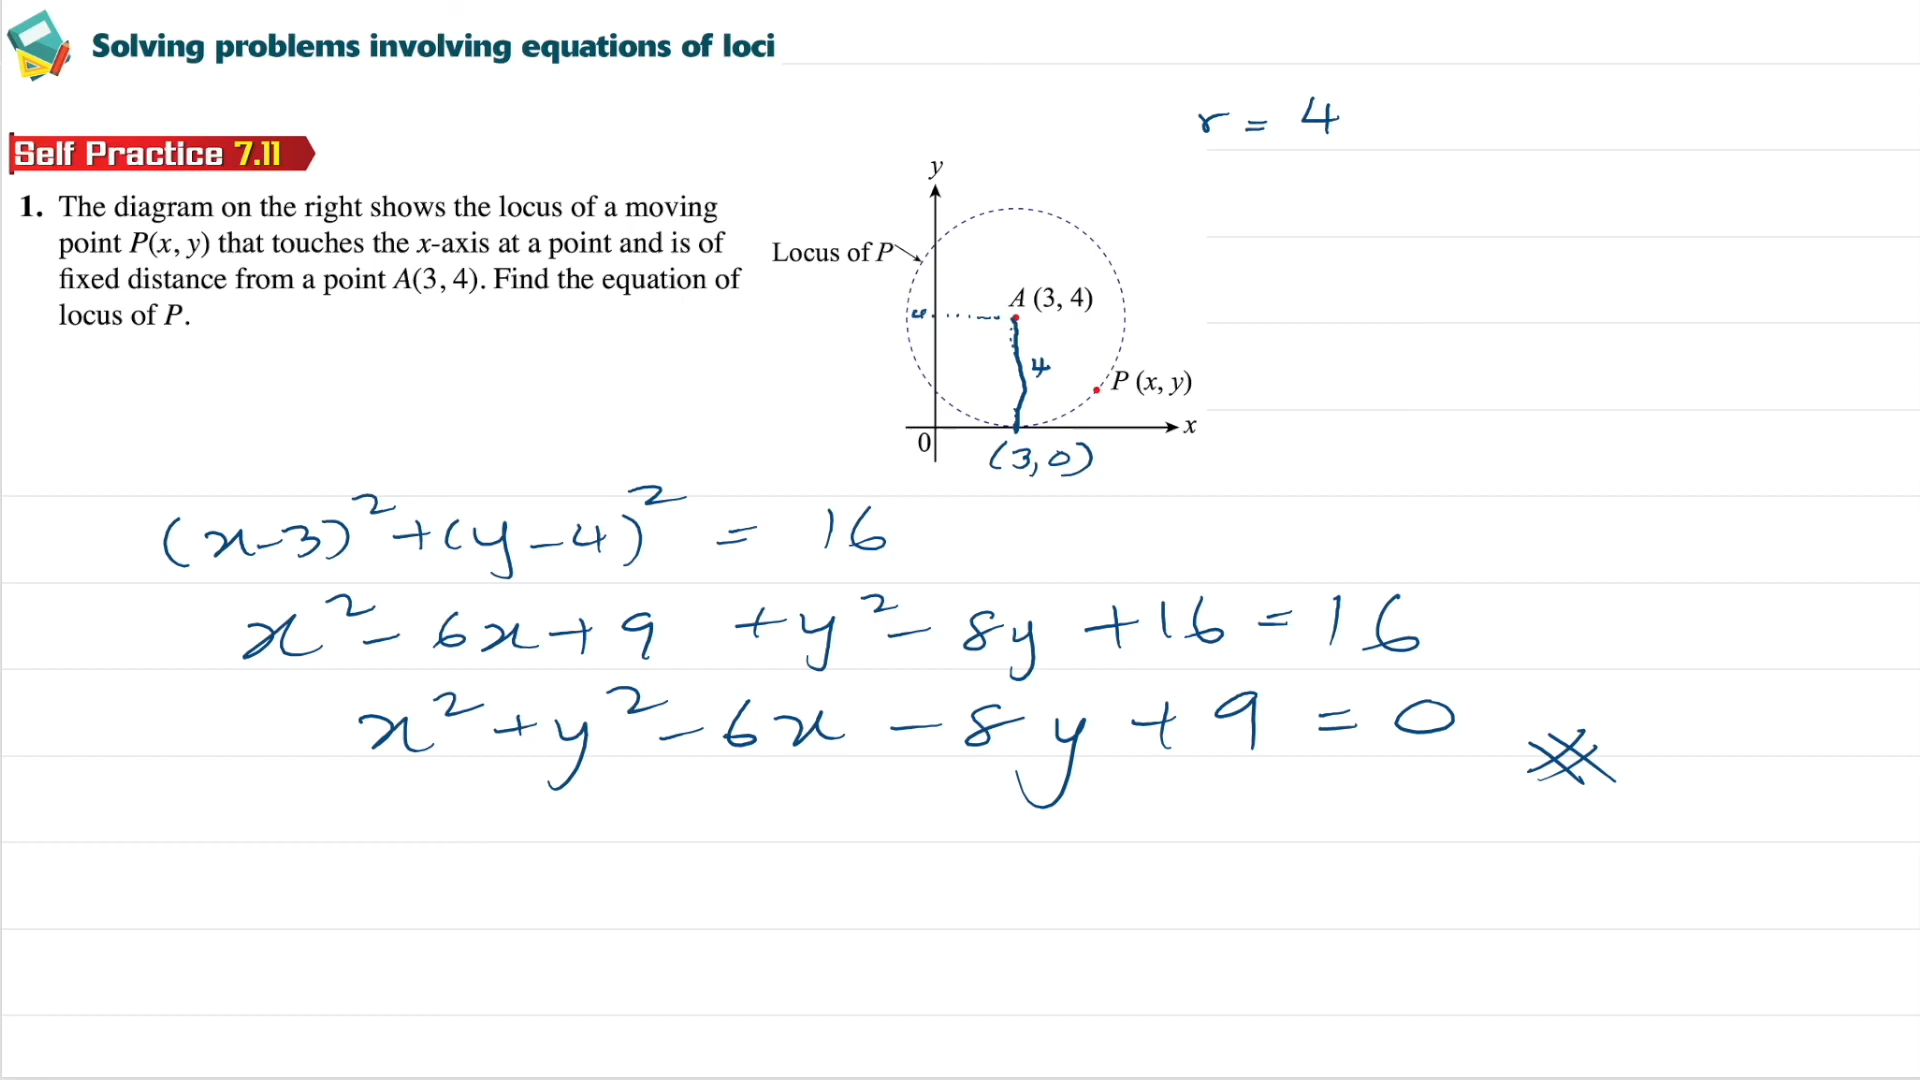 Solving problems involving equations of loci
Self Practice 7.11
1. The diagram on the right shows the locus of a moving
point P(x, y) that touches the x-axis at a point and is of
fixed distance from a point A(3, 4). Find the equation of
locus of P.
r = 4
y
Locus of P
A (3, 4)
4
4
P (x, y)
x
0
(3,0)
(x-3)² + (y-4)² = 16
x² - 6x + 9 + y² - 8y + 16 = 16
x² + y² - 6x - 8y + 9 = 0